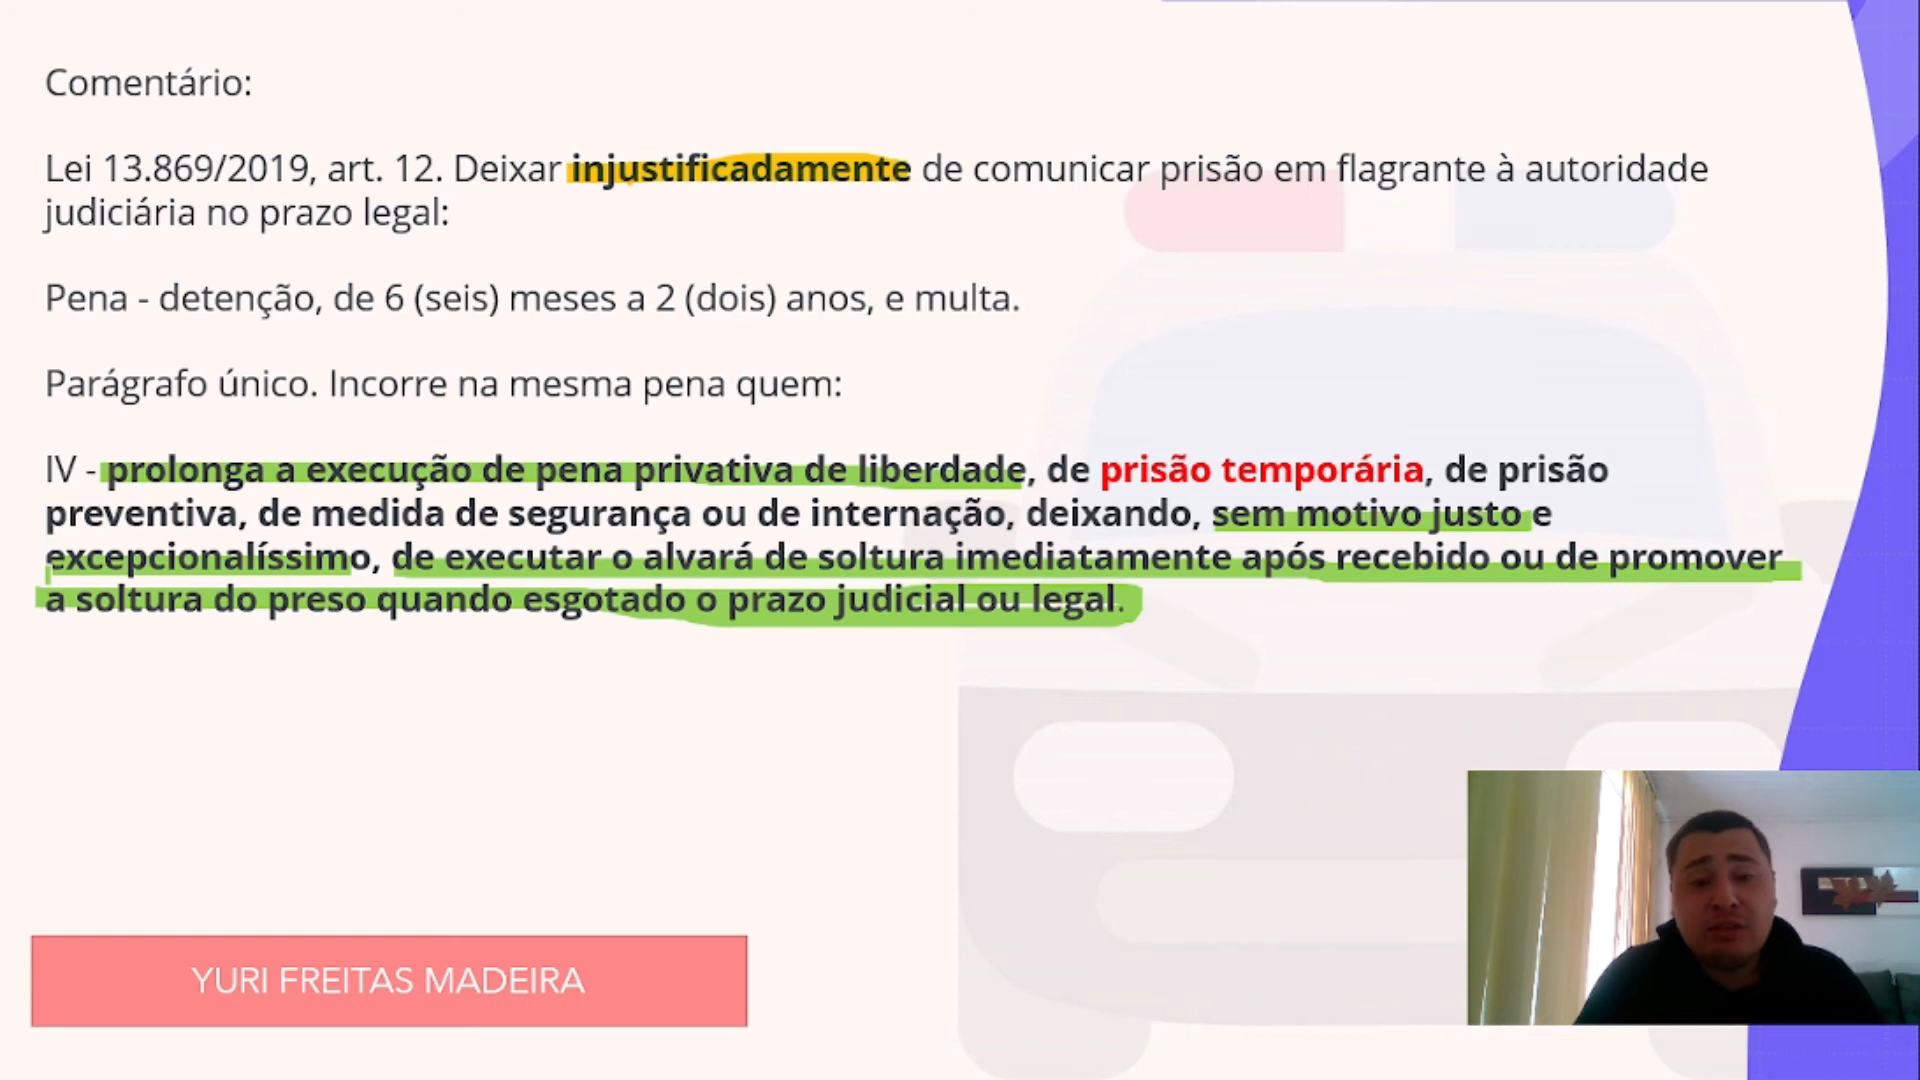 Comentário:
Lei 13.869/2019, art. 12. Deixar injustificadamente de comunicar prisão em flagrante à autoridade
judiciária no prazo legal:
Pena - detenção, de 6 (seis) meses a 2 (dois) anos, e multa.
Parágrafo único. Incorre na mesma pena quem:
IV - prolonga a execução de pena privativa de liberdade, de prisão temporária, de prisão
preventiva, de medida de segurança ou de internação, deixando, sem motivo justo e
excepcionalíssimo, de executar o alvará de soltura imediatamente após recebido ou de promover
a soltura do preso quando esgotado o prazo judicial ou legal.
YURI FREITAS MADEIRA